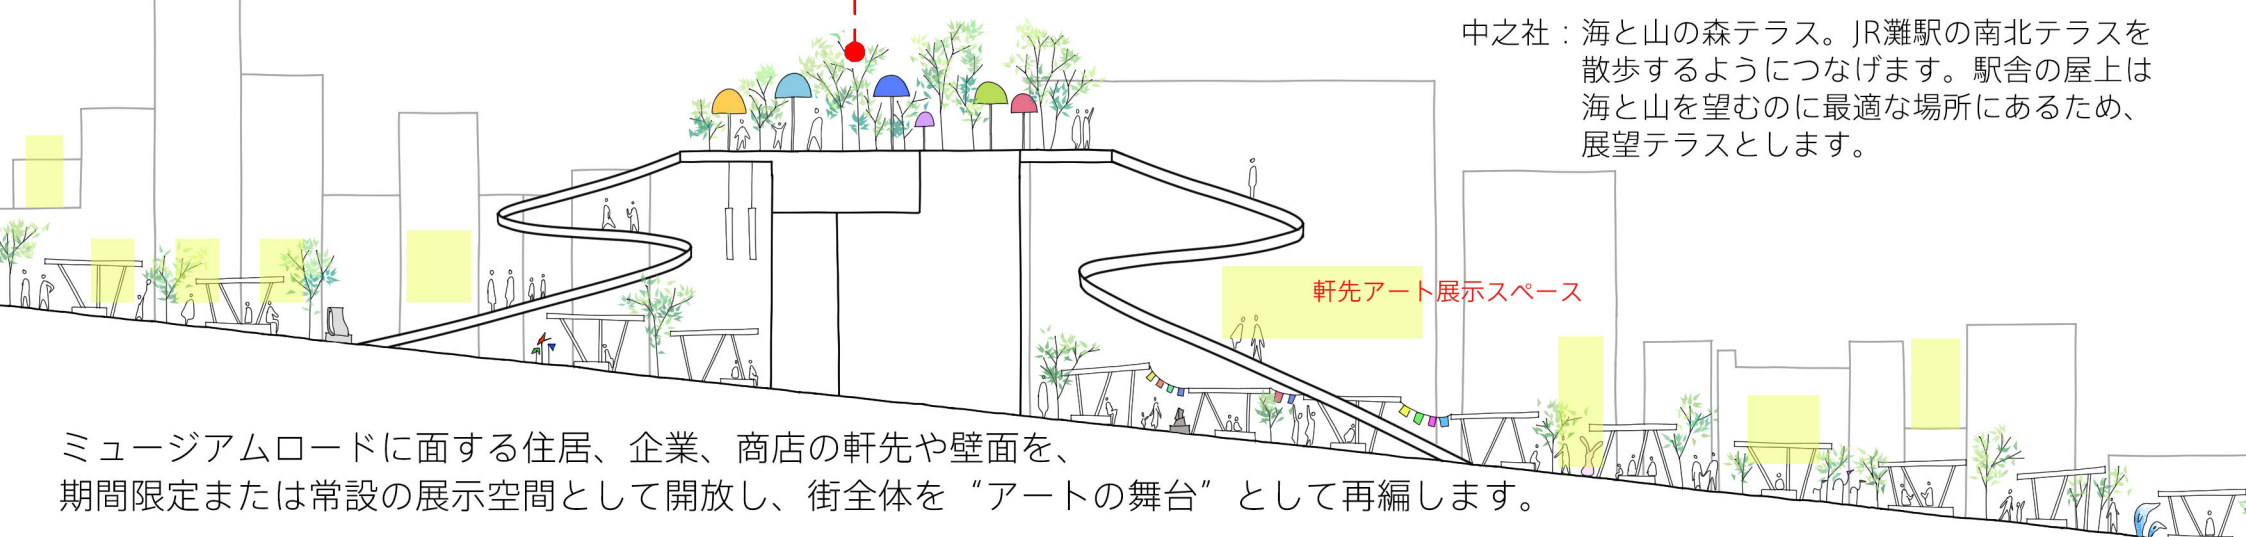 中之社：海と山の森テラス。JR灘駅の南北テラスを
散歩するようにつなげます。駅舎の屋上は
海と山を望むのに最適な場所にあるため、
展望テラスとします。
軒先アート展示スペース
ミュージアムロードに面する住居、企業、商店の軒先や壁面を、
期間限定または常設の展示空間として開放し、街全体を“アートの舞台”として再編します。